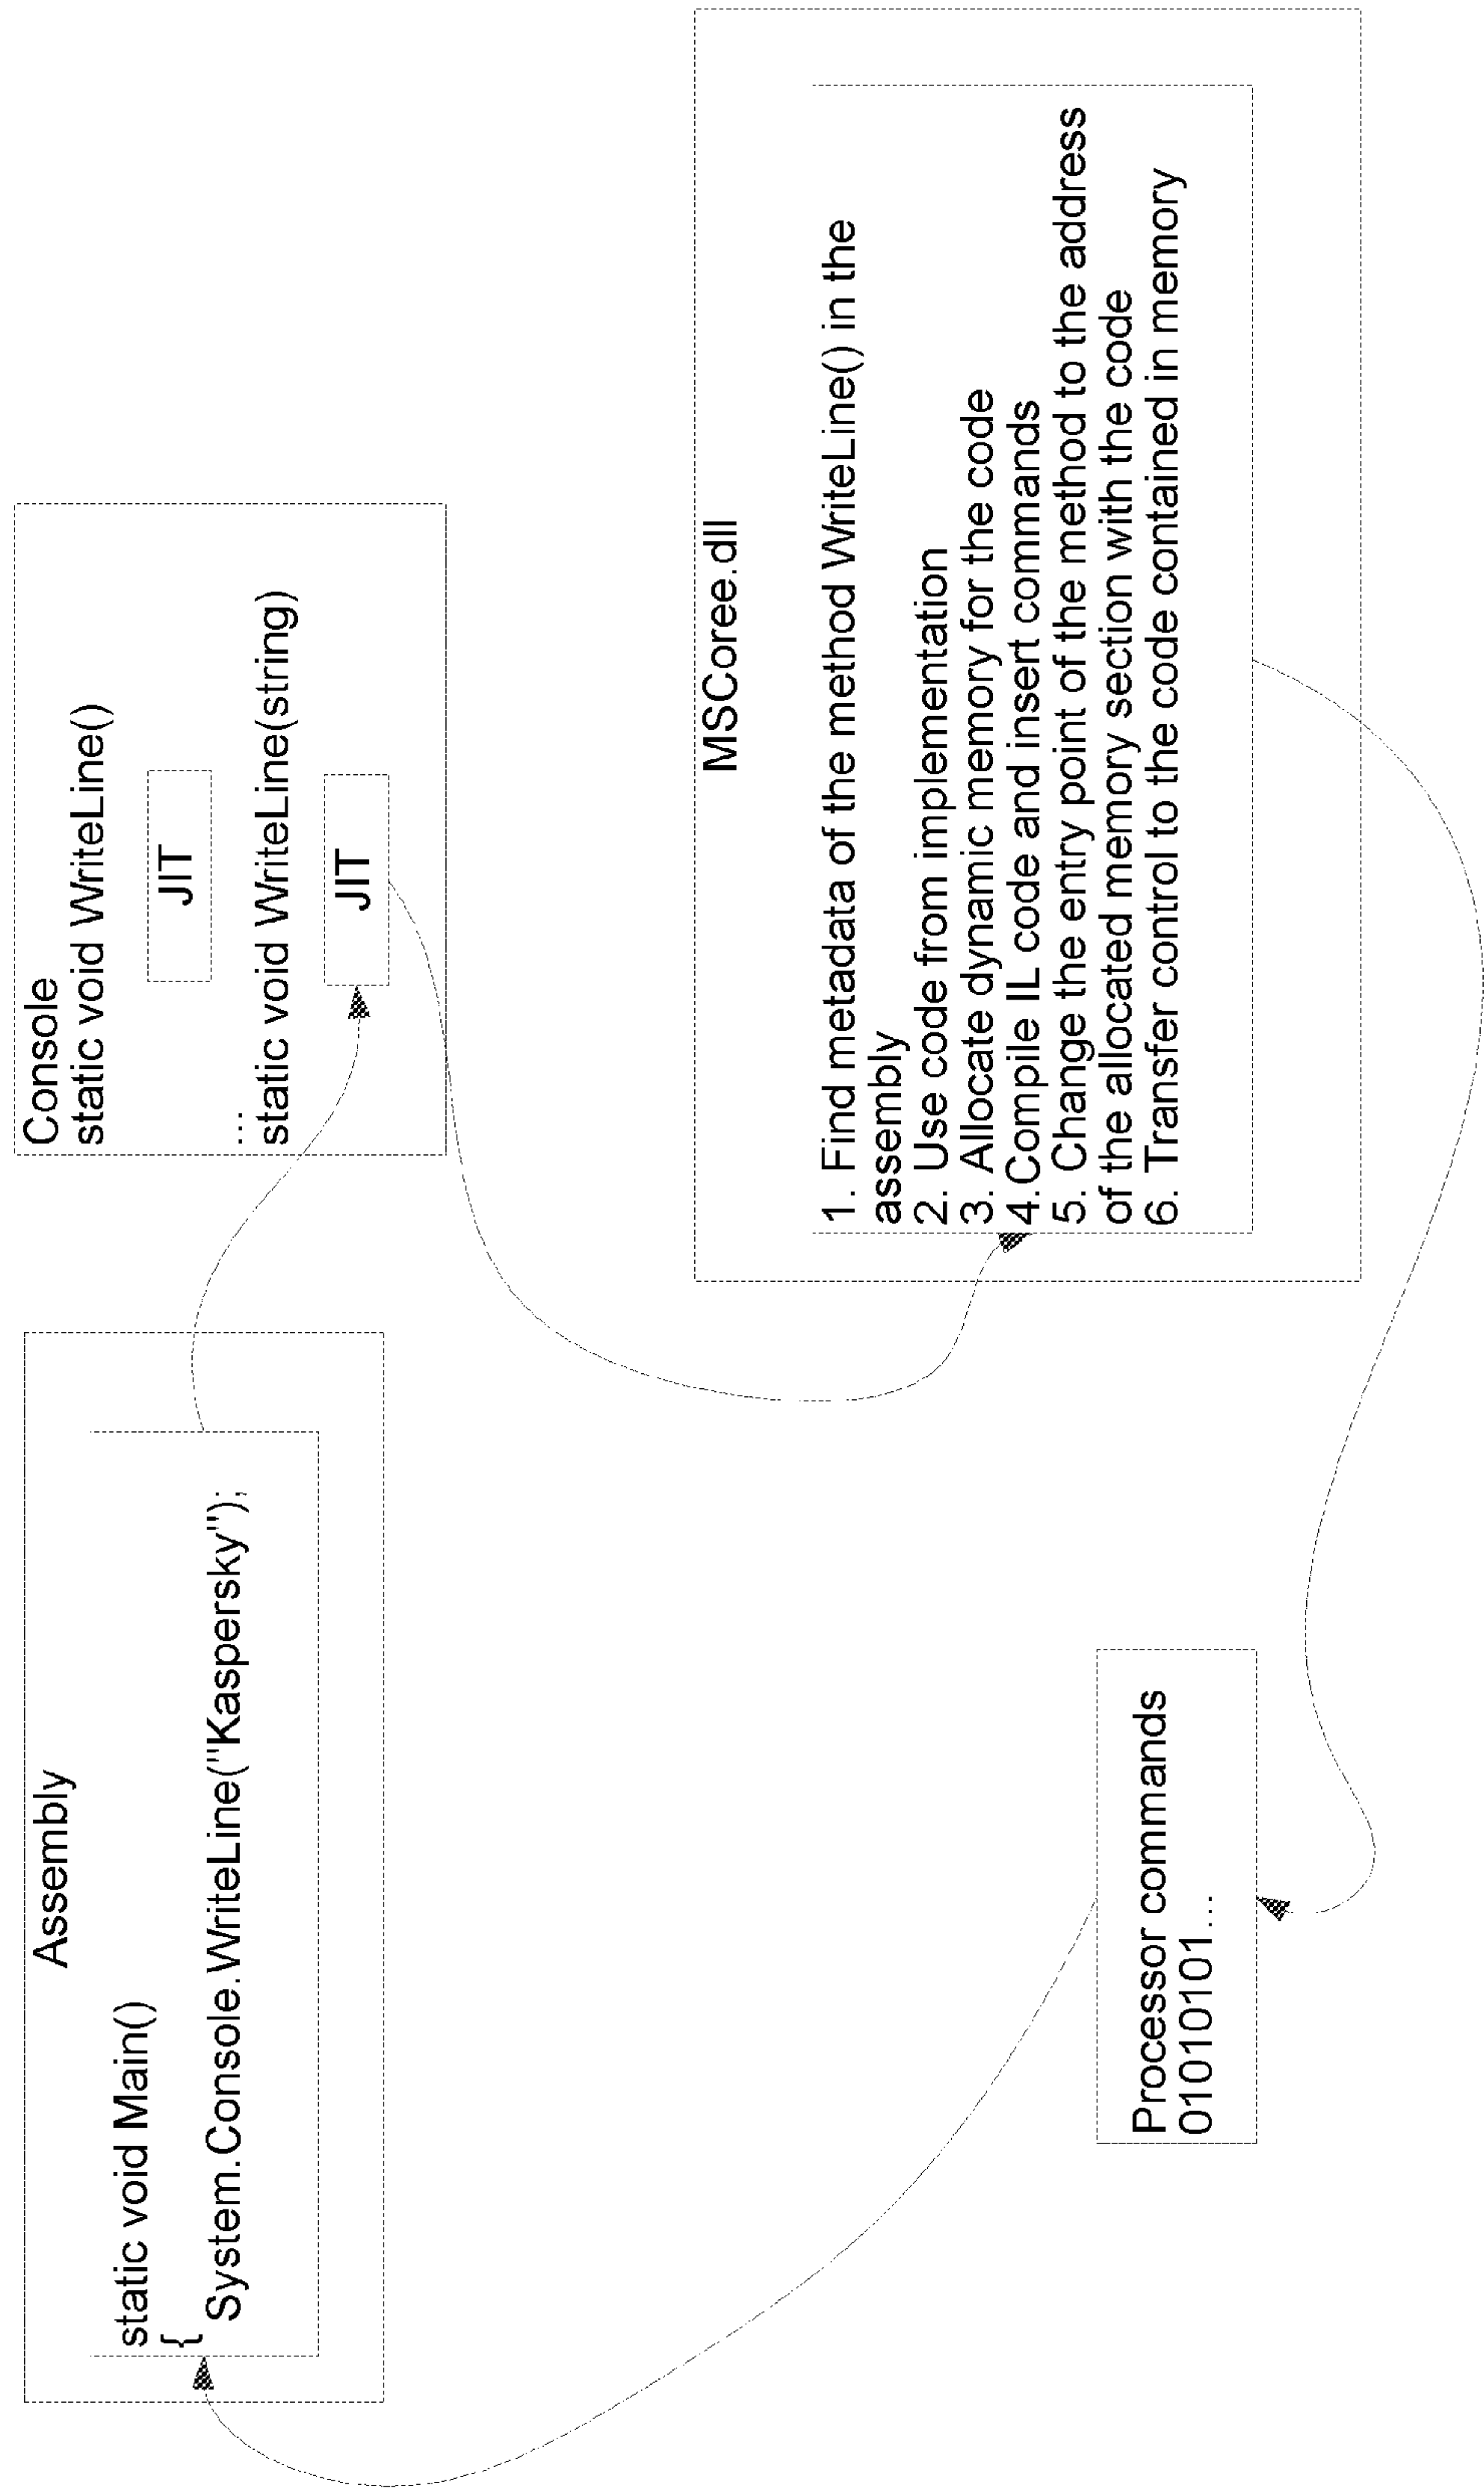 Assembly
static void Main()
{
System.Console.WriteLine("Kaspersky");
Console
static void WriteLine()
JIT
...
static void WriteLine(string)
JIT
MSCoree.dll
1. Find metadata of the method WriteLine() in the
assembly
2. Use code from implementation
3. Allocate dynamic memory for the code
4.Compile IL code and insert commands
5. Change the entry point of the method to the address
of the allocated memory section with the code
6. Transfer control to the code contained in memory
Processor commands
01010101...